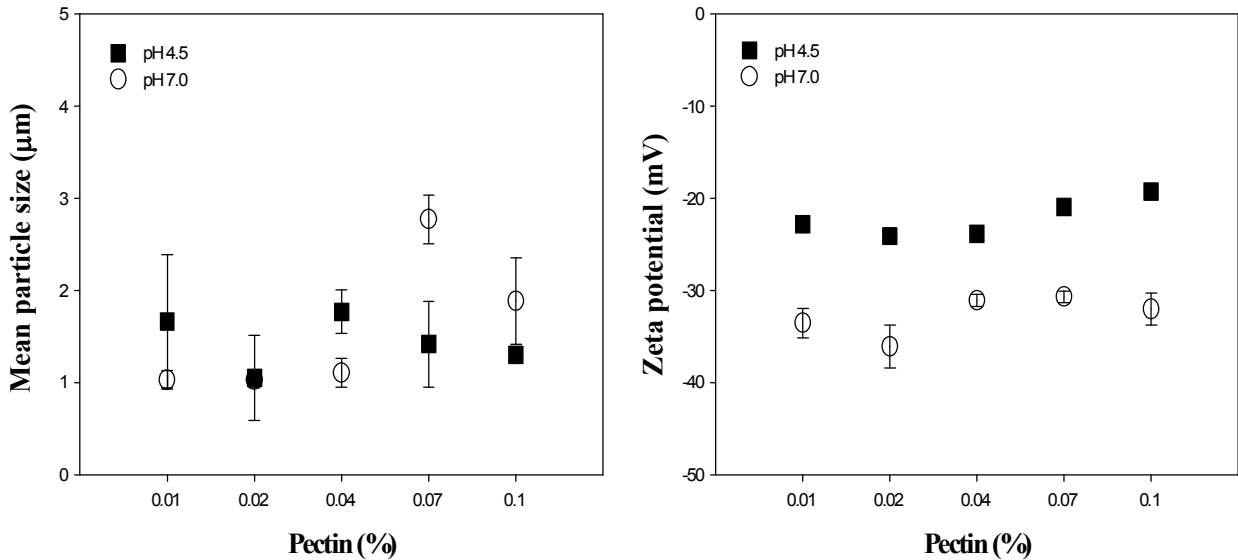 Mean particle size (μm)
5
4
3
2
1
0
pH4.5
pH7.0
0.01 0.02 0.04 0.07 0.1
Pectin (%)
Zeta potential (mV)
0
-10
-20
-30
-40
-50
pH4.5
pH7.0
0.01 0.02 0.04 0.07 0.1
Pectin (%)